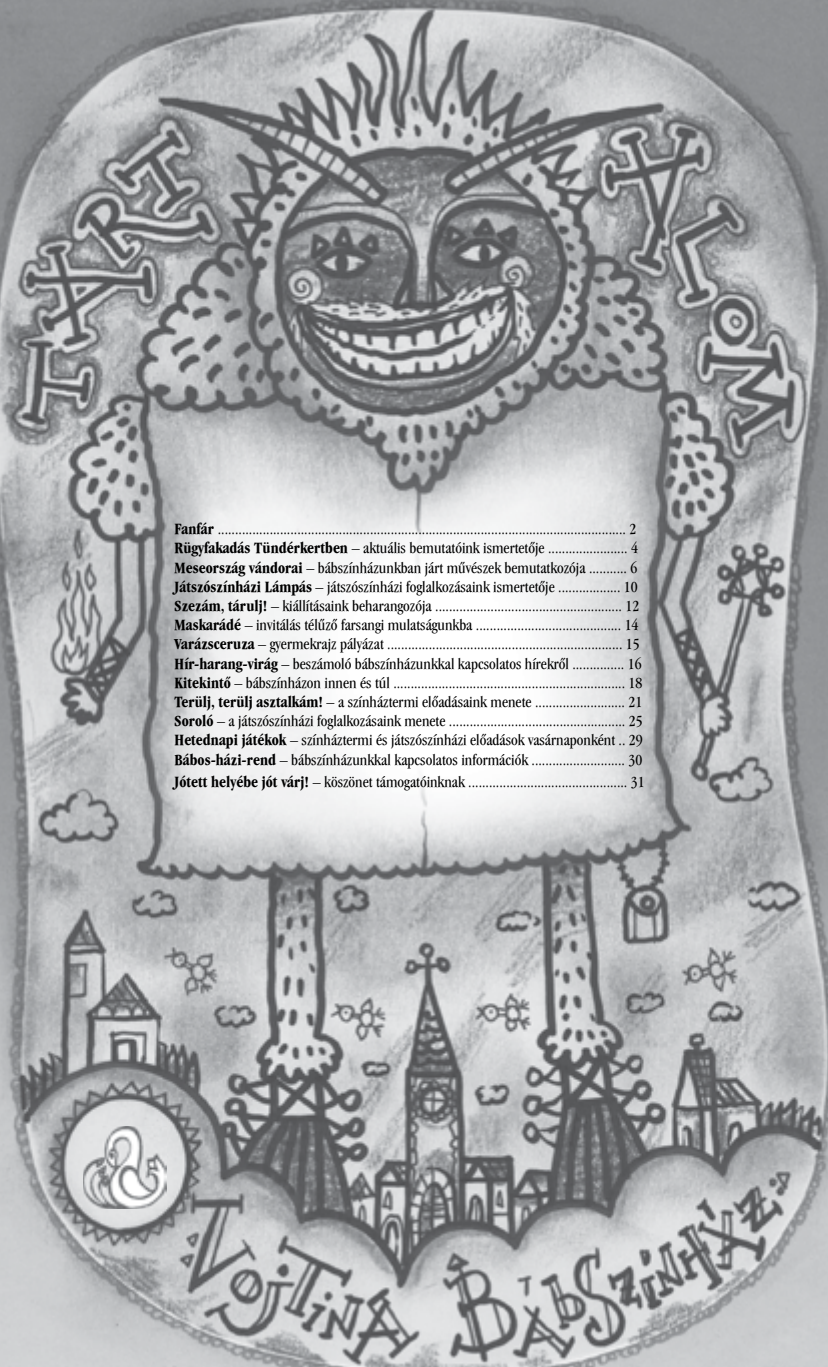 TARTALOM
Fanfár ........................................................................................................................ 2
Rügyfakadás Tündérkertben – aktuális bemutatóink ismertetője ........................ 4
Meseország vándorai – bábszínházunkban járt művészek bemutatkozója ........... 6
Játszószínházi Lámpás – játszószínházi foglalkozásaink ismertetője .................... 10
Szezám, tárulj! – kiállításaink beharangozója ........................................................ 12
Maskarádé – invitálás télűző farsangi mulatságunkba ........................................... 14
Varázsceruza – gyermekrajz pályázat ...................................................................... 15
Hír-harang-virág – beszámoló bábszínházunkkal kapcsolatos hírekről ............... 16
Kitekintő – bábszínházon innen és túl .................................................................... 18
Terülj, terülj asztalkám! – a színháztermi előadásaink menete ........................... 21
Soroló – a játszószínházi foglalkozásaink menete ................................................... 25
Hetednapi játékok – színháztermi és játszószínházi előadások vasárnaponként .. 29
Bábos-házi-rend – bábszínházunkkal kapcsolatos információk ............................ 30
Jótett helyébe jót várj! – köszönet támogatóinknak ................................................ 31
VOJTINA BÁBSZÍNHÁZ